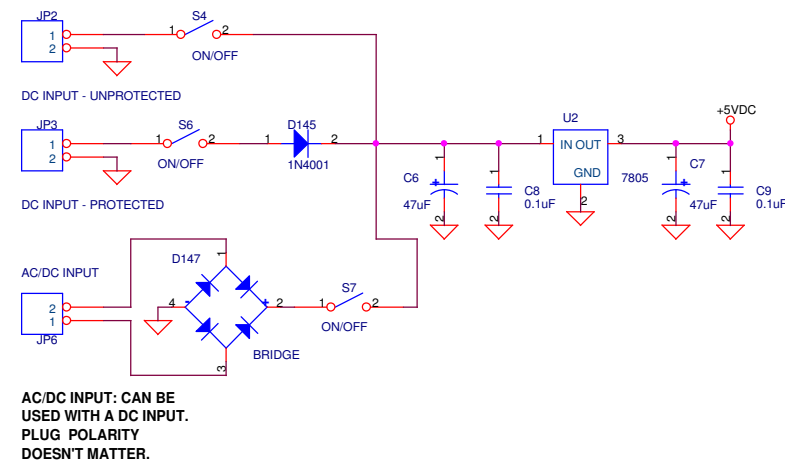 JP2
1
2
S4
1
2
ON/OFF
DC INPUT - UNPROTECTED
JP3
1
2
S6
1
2
ON/OFF
D145
1
2
1N4001
DC INPUT - PROTECTED
C6
1
2
47uF
1
2
C8
0.1uF
U2
1
IN OUT
3
GND
2
7805
+5VDC
C7
1
2
47uF
1
2
C9
0.1uF
AC/DC INPUT
2
1
JP6
D147
1
4
-
+
2
3
BRIDGE
S7
1
2
ON/OFF
AC/DC INPUT: CAN BE
USED WITH A DC INPUT.
PLUG POLARITY
DOESN'T MATTER.